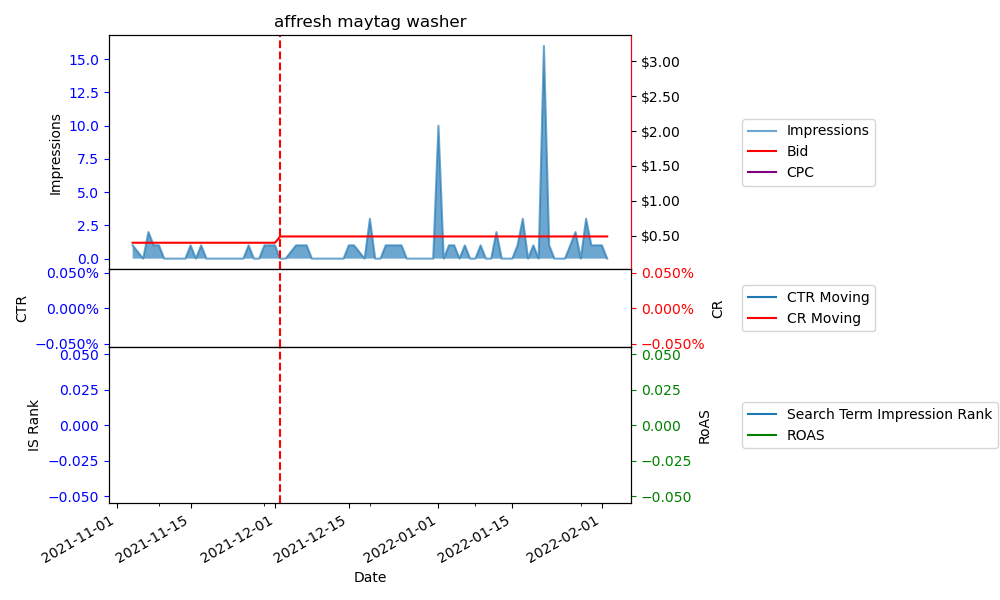 affresh maytag washer
Impressions
15.0
12.5
10.0
7.5
5.0
2.5
0.0
$3.00
$2.50
$2.00
$1.50
$1.00
$0.50
Impressions
Bid
CPC
CTR
0.050%
0.000%
−0.050%
0.050%
0.000%
−0.050%
CR
CTR Moving
CR Moving
IS Rank
0.050
0.025
0.000
−0.025
−0.050
0.050
0.025
0.000
−0.025
−0.050
RoAS
Search Term Impression Rank
ROAS
2021-11-01
2021-11-15
2021-12-01
2021-12-15
2022-01-01
2022-01-15
2022-02-01
Date